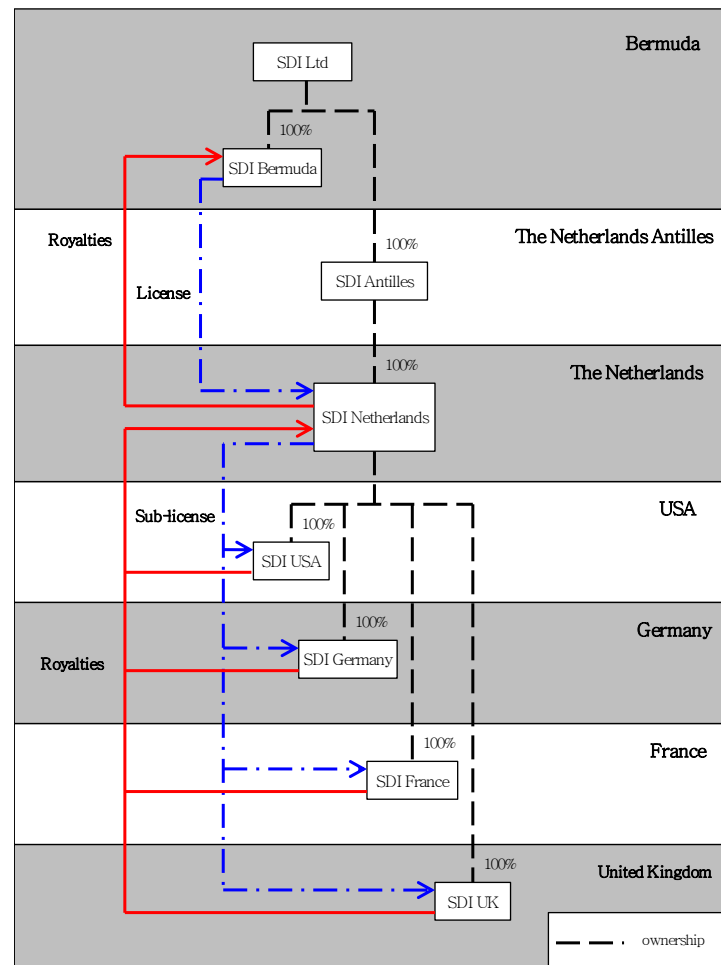 Bermuda
SDI Ltd
100%
SDI Bermuda
Royalties
The Netherlands Antilles
100%
SDI Antilles
License
The Netherlands
100%
SDI Netherlands
USA
Sub-license
100%
SDI USA
Germany
100%
SDI Germany
Royalties
France
100%
SDI France
United Kingdom
100%
SDI UK
ownership